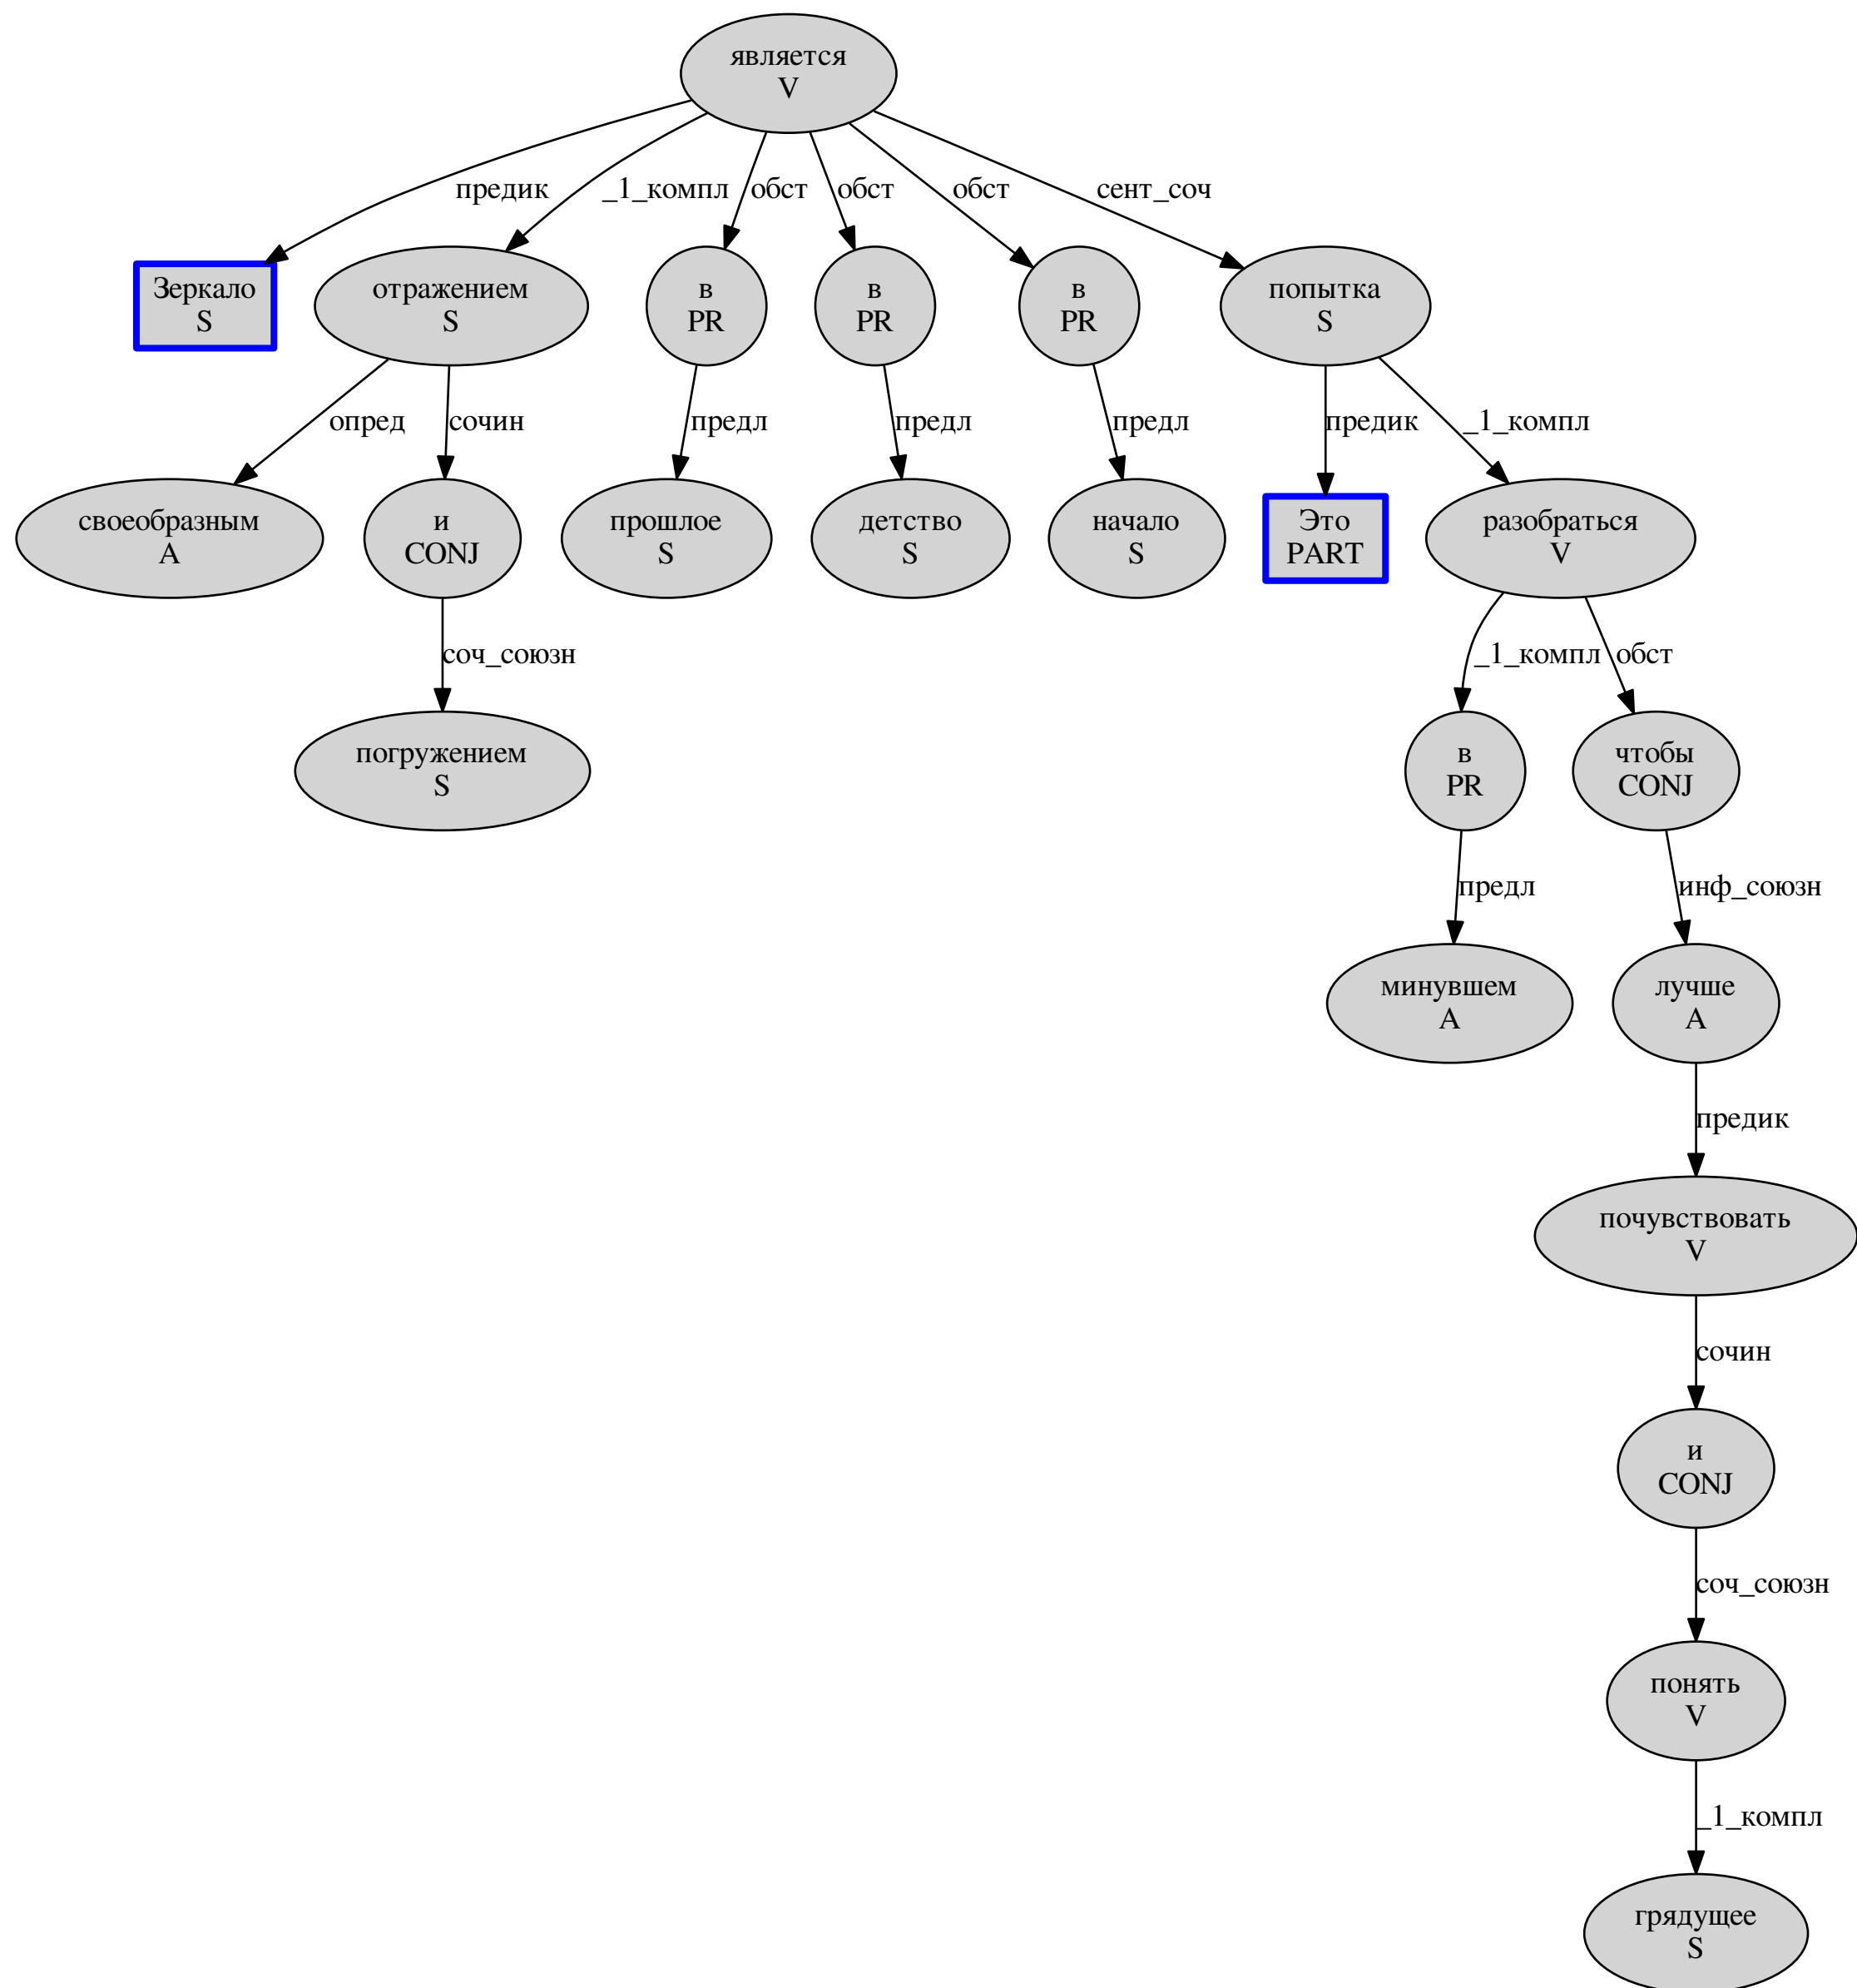 является
V
предик
_1_компл
обст
обст
обст
сент_соч
Зеркало
S
отражением
S
в
PR
в
PR
в
PR
попытка
S
опред
сочин
предл
предл
предл
предик
_1_компл
своеобразным
A
и
CONJ
прошлое
S
детство
S
начало
S
Это
PART
разобраться
V
соч_союзн
_1_компл
обст
погружением
S
в
PR
чтобы
CONJ
предл
инф_союзн
минувшем
A
лучше
A
предик
почувствовать
V
сочин
и
CONJ
соч_союзн
понять
V
_1_компл
грядущее
S